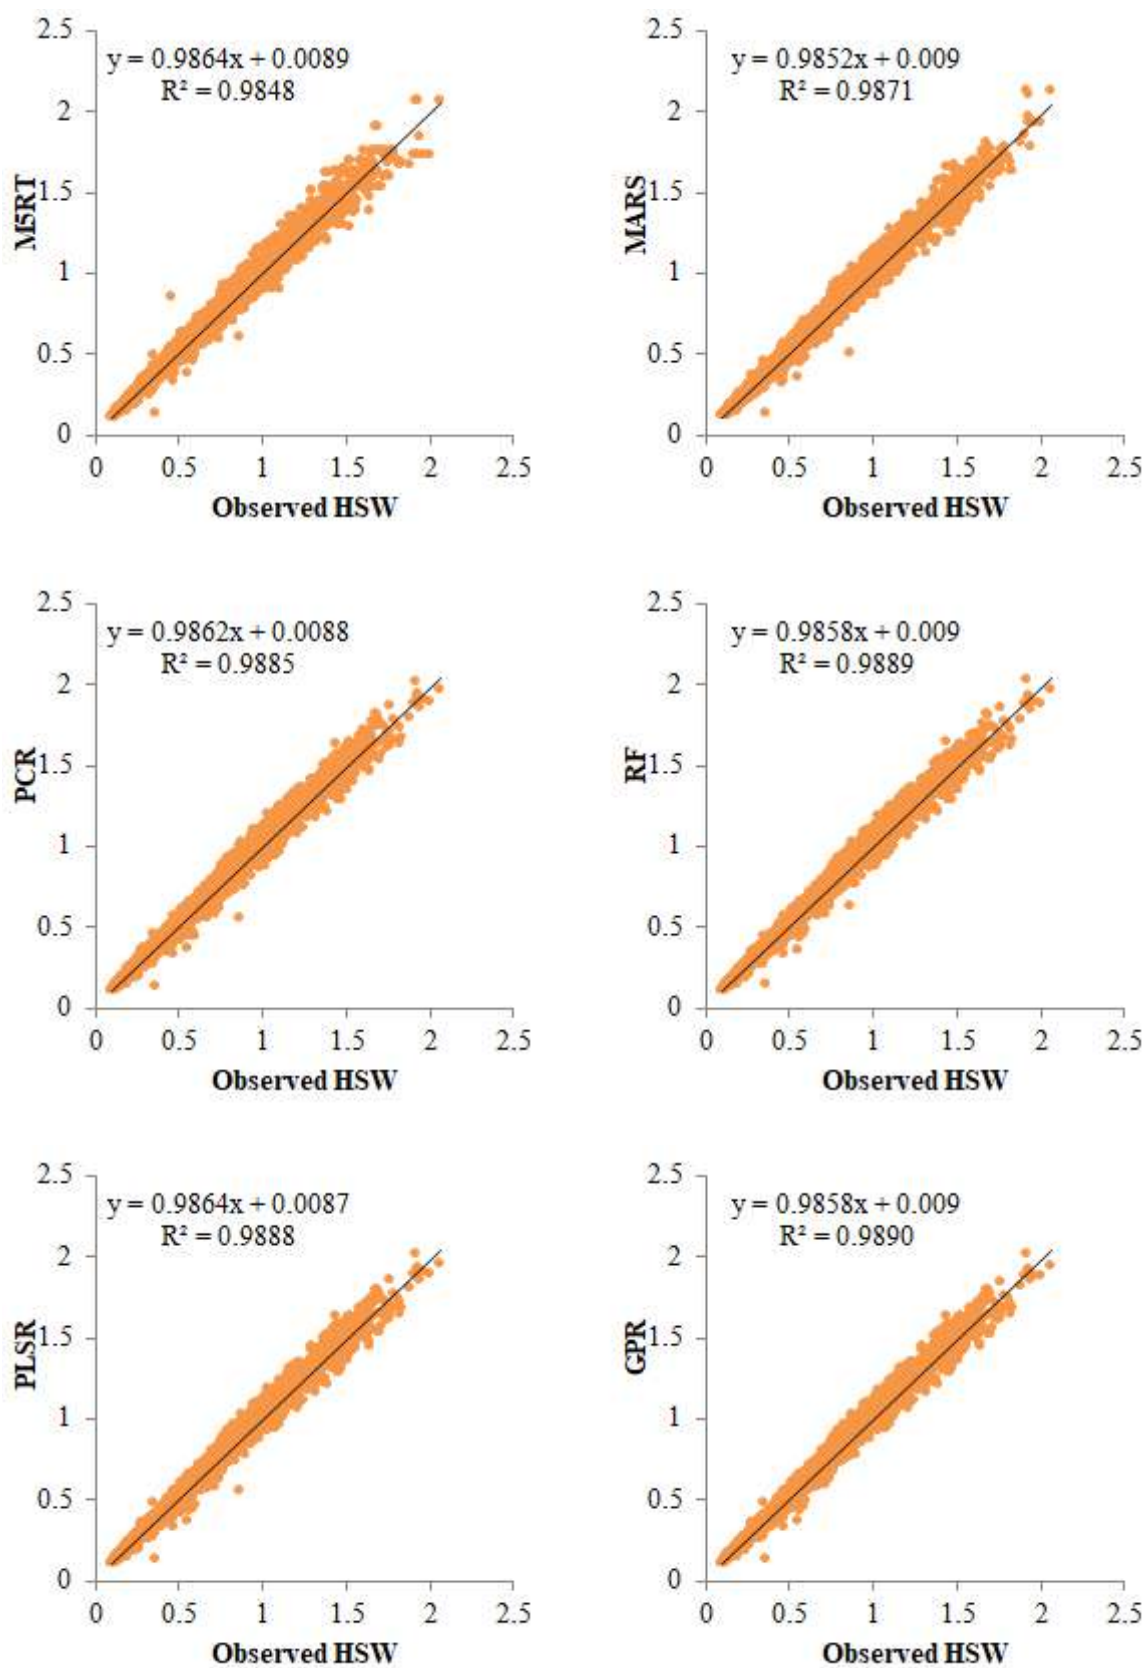 2.5
y = 0.9864x + 0.0089
R² = 0.9848
2
M5RT
1.5
1
0.5
0
0 0.5 1 1.5 2 2.5
Observed HSW
2.5
y = 0.9852x + 0.009
R² = 0.9871
2
MARS
1.5
1
0.5
0
0 0.5 1 1.5 2 2.5
Observed HSW
2.5
y = 0.9862x + 0.0088
R² = 0.9885
2
PCR
1.5
1
0.5
0
0 0.5 1 1.5 2 2.5
Observed HSW
2.5
y = 0.9858x + 0.009
R² = 0.9889
2
RF
1.5
1
0.5
0
0 0.5 1 1.5 2 2.5
Observed HSW
2.5
y = 0.9864x + 0.0087
R² = 0.9888
2
PLSR
1.5
1
0.5
0
0 0.5 1 1.5 2 2.5
Observed HSW
2.5
y = 0.9858x + 0.009
R² = 0.9890
2
GPR
1.5
1
0.5
0
0 0.5 1 1.5 2 2.5
Observed HSW